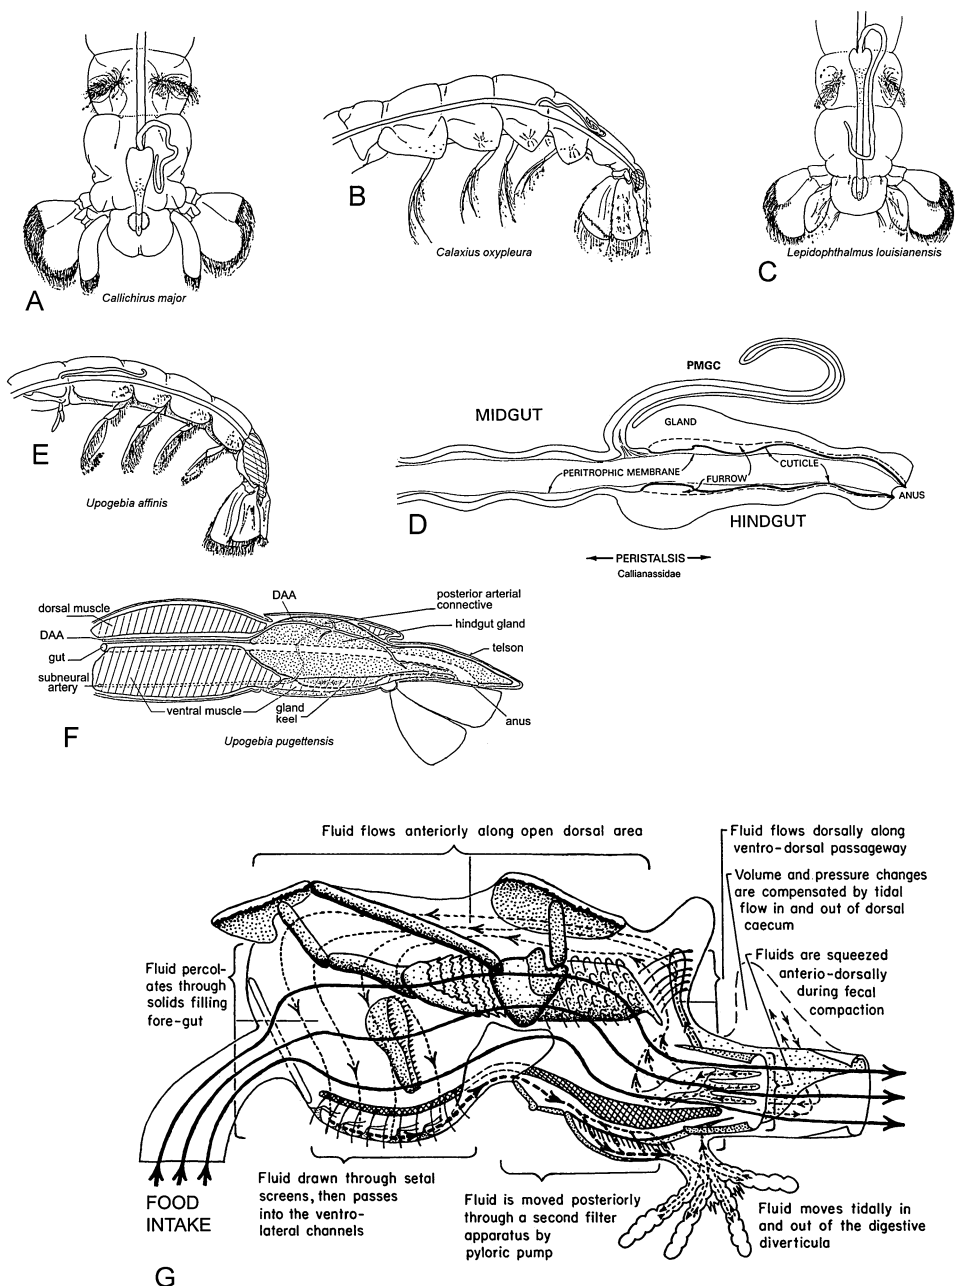 A
Callichirus major
B
Calaxius oxypleura
C
Lepidophthalmus louisianensis
E
Upogebia affinis
PMGC
MIDGUT
GLAND
PERITROPHIC MEMBRANE
CUTICLE
FURROW
ANUS
D
HINDGUT
PERISTALSIS
Callianassidae
DAA
posterior arterial
connective
dorsal muscle
hindgut gland
DAA
telson
gut
subneural
artery
ventral muscle
gland
keel
anus
F
Upogebia pugettensis
Fluid flows anteriorly along open dorsal area
Fluid flows dorsally along
ventro-dorsal passageway
Volume and pressure changes
are compensated by tidal
flow in and out of dorsal
caecum
Fluids are squeezed
anterio-dorsally
during fecal
compaction
Fluid percol-
ates through
solids filling
fore-gut
FOOD
INTAKE
Fluid drawn through setal
screens, then passes
into the ventro-
lateral channels
Fluid is moved posteriorly
through a second filter
apparatus by
pyloric pump
Fluid moves tidally in
and out of the digestive
diverticula
G